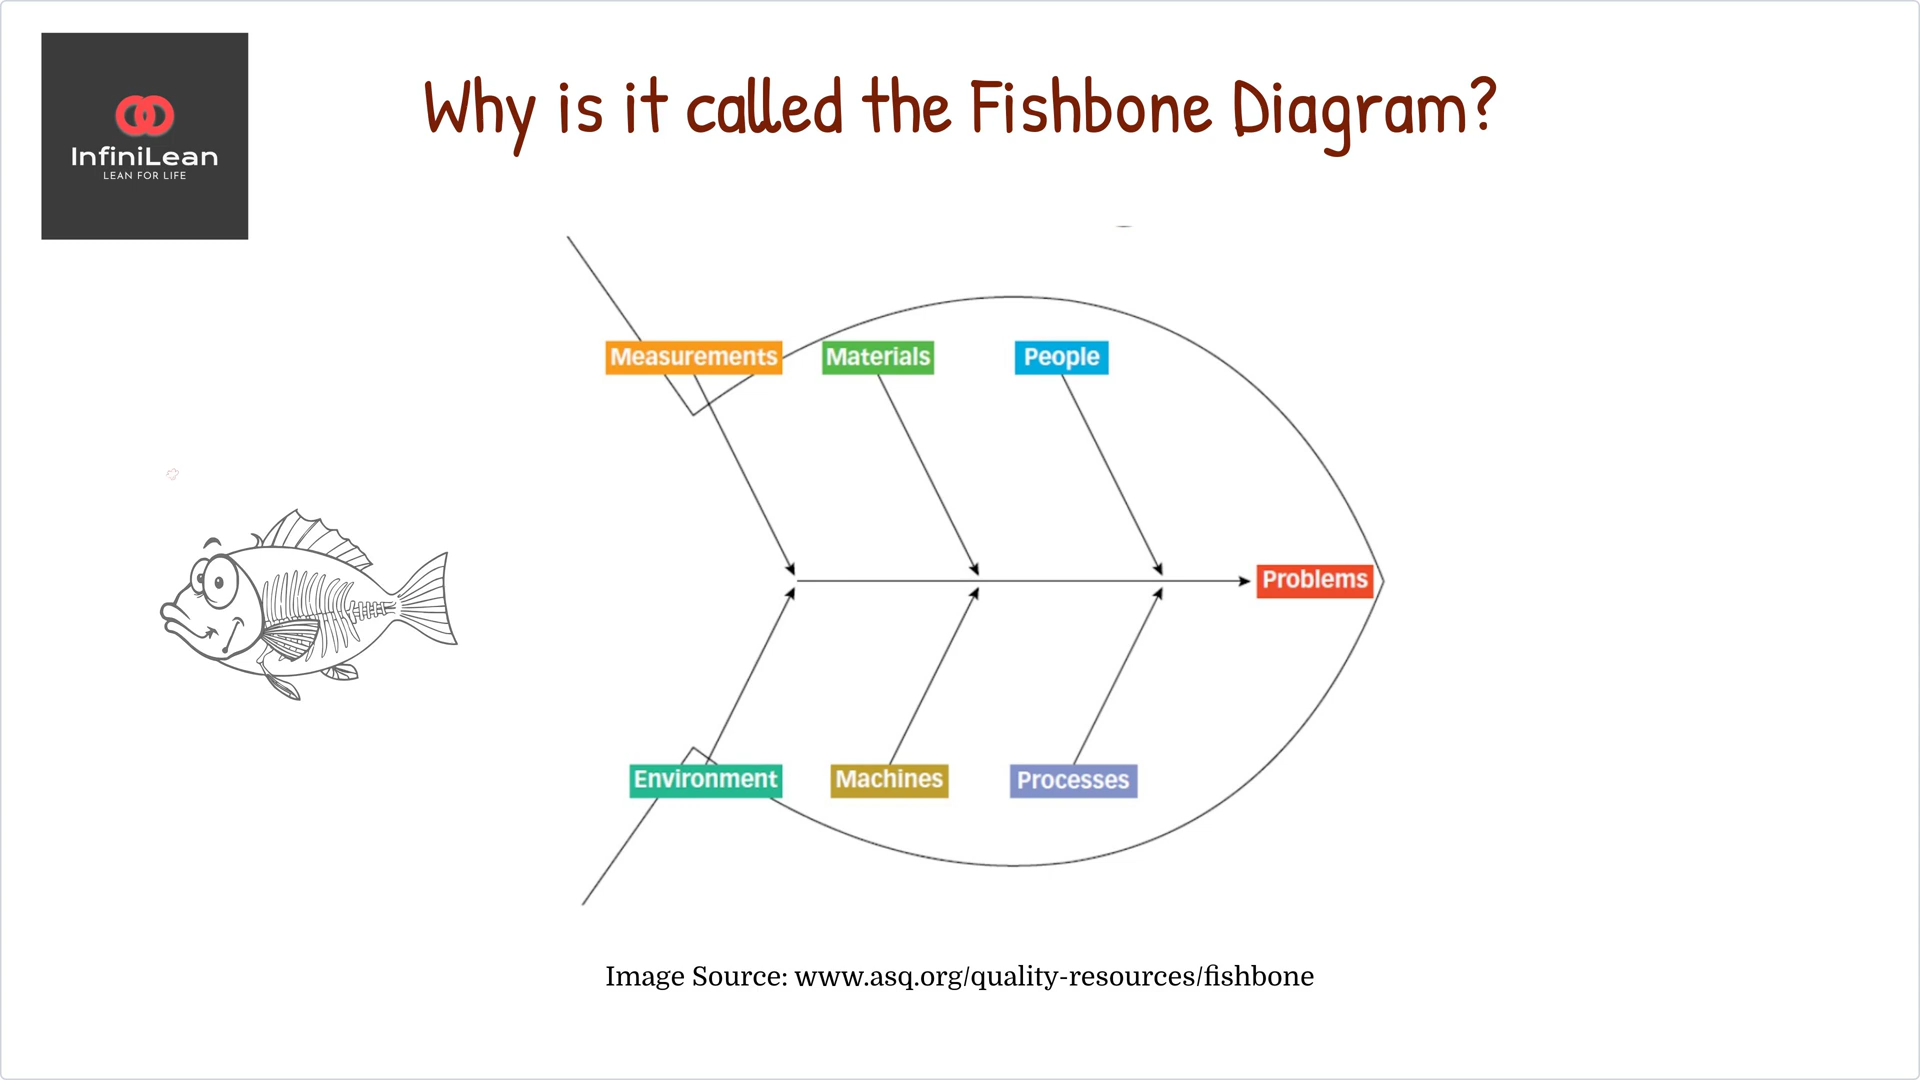 InfiniLean
LEAN FOR LIFE
Why is it called the Fishbone Diagram?
Measurements
Materials
People
Problems
Environment
Machines
Processes
Image Source: www.asq.org/quality-resources/fishbone